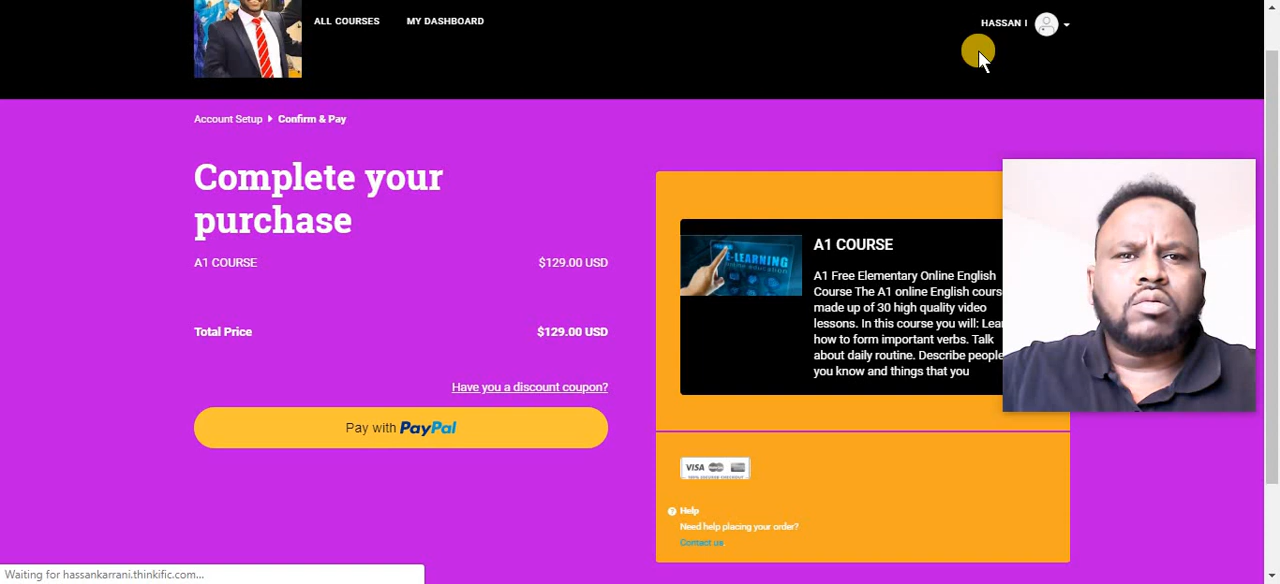 ALL COURSES
MY DASHBOARD
HASSAN I
Account Setup
Confirm & Pay
Complete your
purchase
A1 COURSE
$129.00 USD
Total Price
$129.00 USD
Have you a discount coupon?
Pay with PayPal
E-LEARNING
A1 COURSE
A1 Free Elementary Online English
Course The A1 online English cours
made up of 30 high quality video
lessons. In this course you will: Lea
how to form important verbs. Talk
about daily routine. Describe people
you know and things that you
VISA
100% SECURED CHECKOUT
Help
Need help placing your order?
Contact us.
Waiting for hassankarrani.thinkific.com...